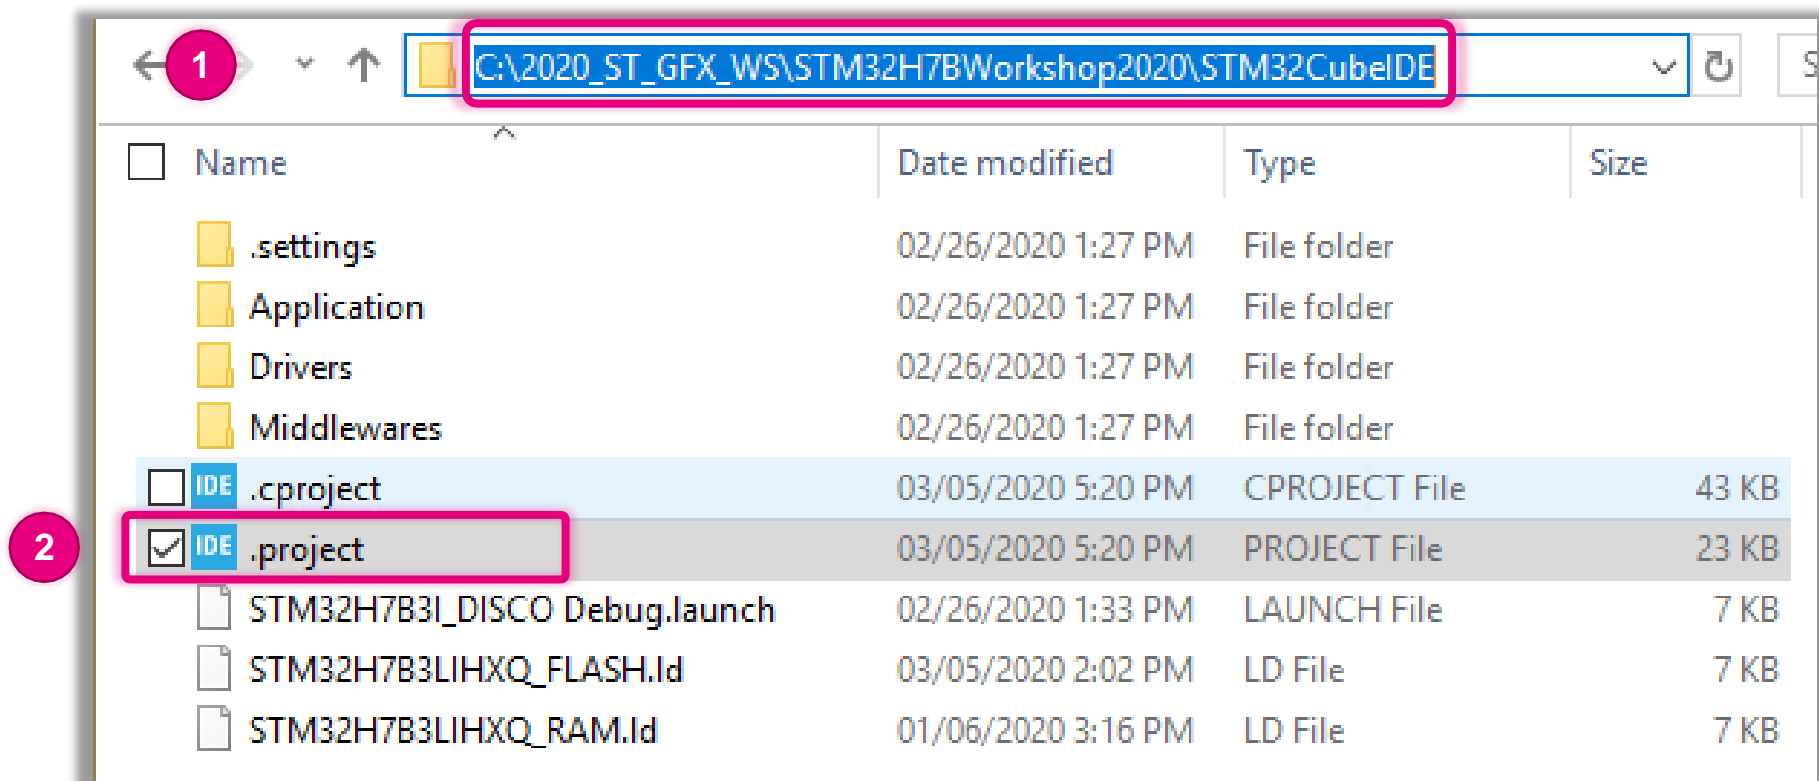 1 C:\2020_ST_GFX_WS\STM32H7BWorkshop2020\STM32CubeIDE S
Name Date modified Type Size
.settings 02/26/2020 1:27 PM File folder
Application 02/26/2020 1:27 PM File folder
Drivers 02/26/2020 1:27 PM File folder
Middlewares 02/26/2020 1:27 PM File folder
IDE .cproject 03/05/2020 5:20 PM CPROJECT File 43 KB
2 IDE .project 03/05/2020 5:20 PM PROJECT File 23 KB
STM32H7B3I_DISCO Debug.launch 02/26/2020 1:33 PM LAUNCH File 7 KB
STM32H7B3LIHXQ_FLASH.ld 03/05/2020 2:02 PM LD File 7 KB
STM32H7B3LIHXQ_RAM.ld 01/06/2020 3:16 PM LD File 7 KB